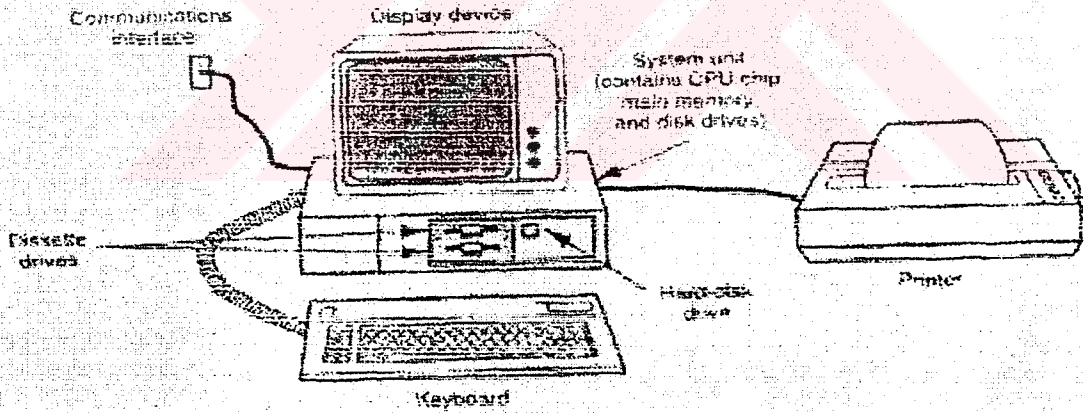 Communications
interface
Display device
System unit
(contains CPU chip
main memory
and disk drives)
Diskette
drives
Printer
Hard-disk
drive
Keyboard